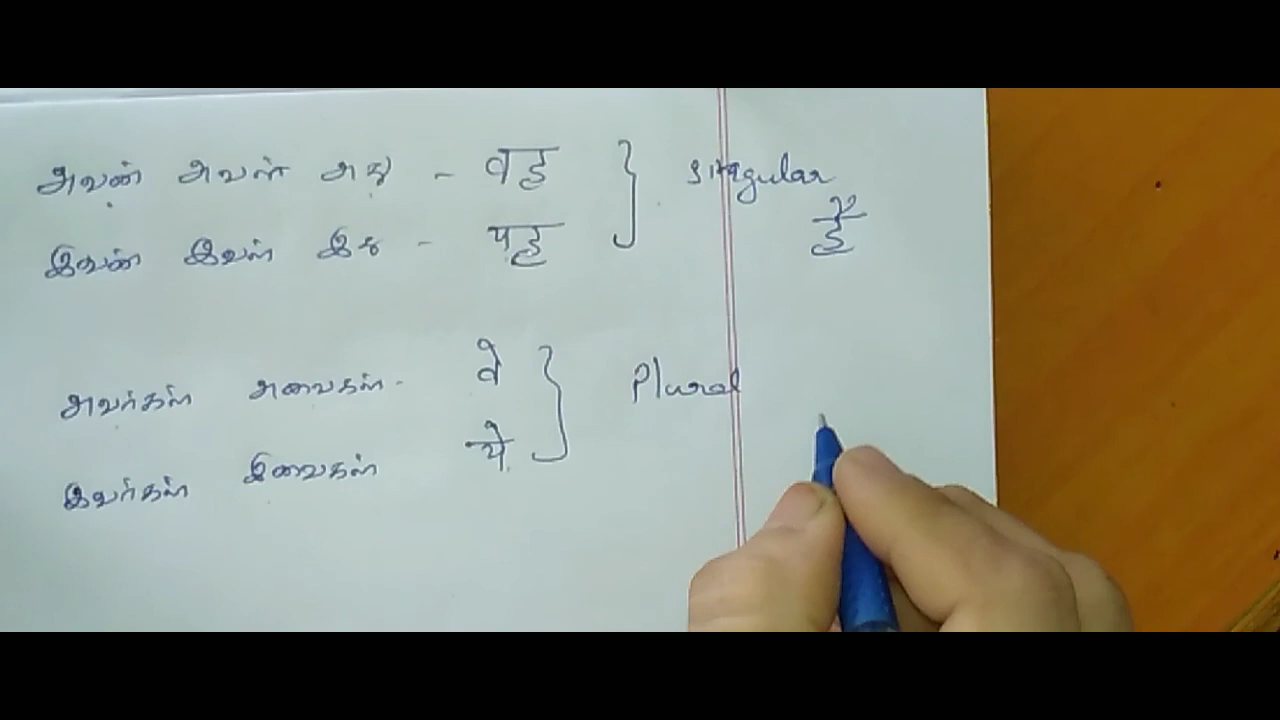 அவன் அவள் அது - वह } singular
இவன் இவள் இது - यह है
அவர்கள் அவைகள் - वे } Plural
இவர்கள் இவைகள் ये